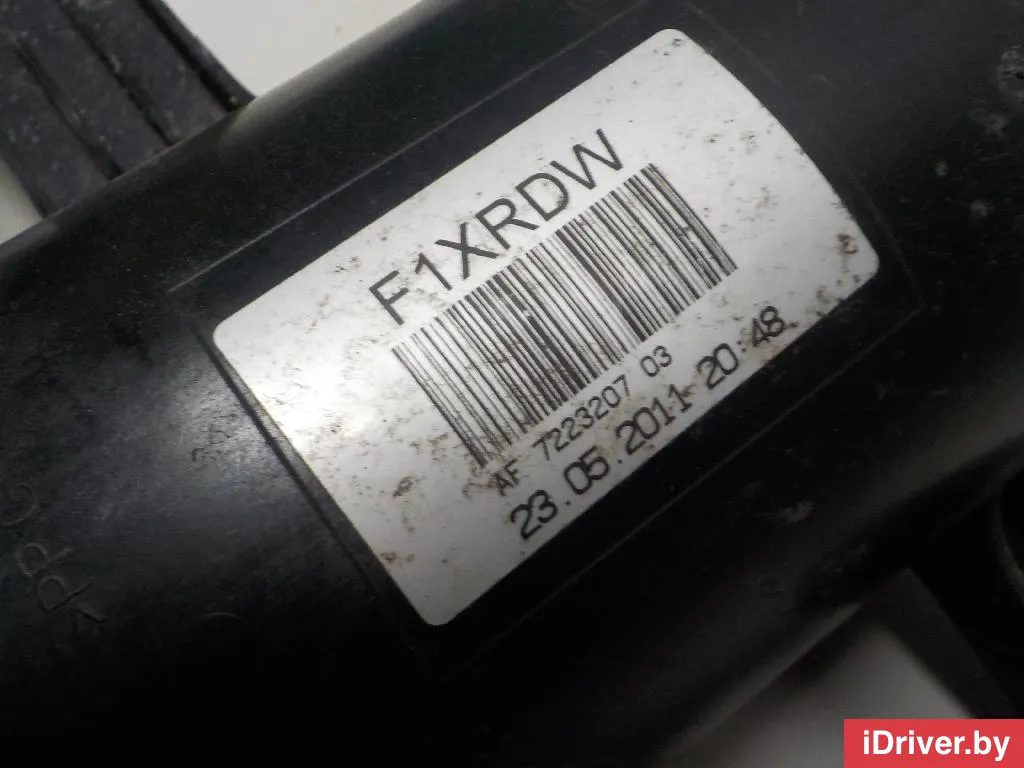 F1XRDW
AF 7223207 03
23.05.2011 20:48
iDriver.by